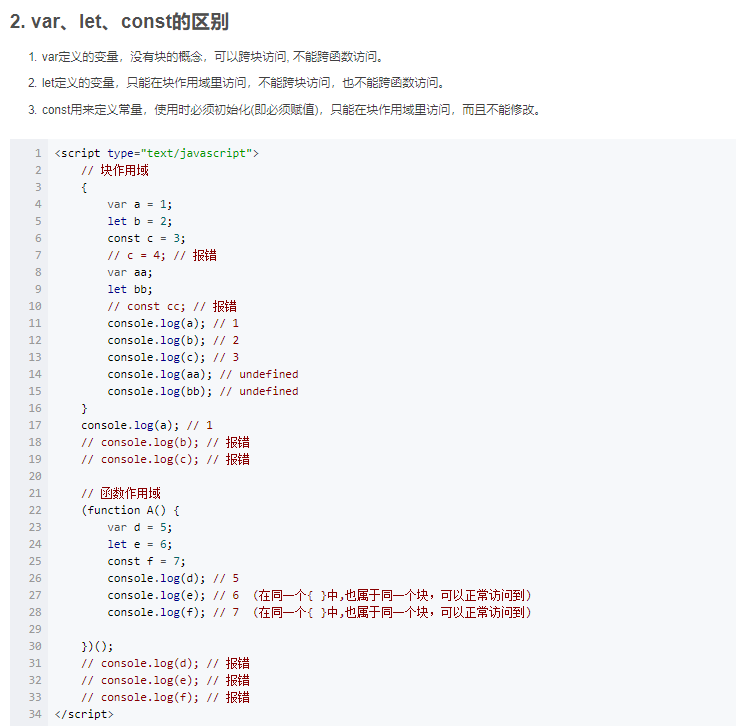 2. var、let、const的区别
1. var定义的变量，没有块的概念，可以跨块访问, 不能跨函数访问。
2. let定义的变量，只能在块作用域里访问，不能跨块访问，也不能跨函数访问。
3. const用来定义常量，使用时必须初始化(即必须赋值)，只能在块作用域里访问，而且不能修改。
1 <script type="text/javascript">
2     // 块作用域
3     {
4         var a = 1;
5         let b = 2;
6         const c = 3;
7         // c = 4; // 报错
8         var aa;
9         let bb;
10         // const cc; // 报错
11         console.log(a); // 1
12         console.log(b); // 2
13         console.log(c); // 3
14         console.log(aa); // undefined
15         console.log(bb); // undefined
16     }
17     console.log(a); // 1
18     // console.log(b); // 报错
19     // console.log(c); // 报错
20
21     // 函数作用域
22     (function A() {
23         var d = 5;
24         let e = 6;
25         const f = 7;
26         console.log(d); // 5
27         console.log(e); // 6 （在同一个{ }中,也属于同一个块，可以正常访问到）
28         console.log(f); // 7 （在同一个{ }中,也属于同一个块，可以正常访问到）
29
30     })();
31     // console.log(d); // 报错
32     // console.log(e); // 报错
33     // console.log(f); // 报错
34 </script>